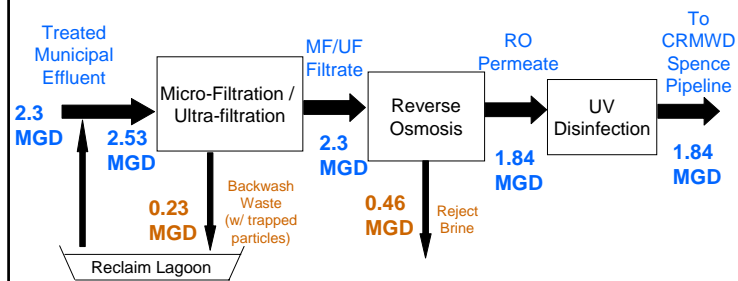 Treated
Municipal
Effluent
2.3
MGD
2.53
MGD
Micro-Filtration /
Ultra-filtration
MF/UF
Filtrate
2.3
MGD
Reverse
Osmosis
RO
Permeate
1.84
MGD
UV
Disinfection
To
CRMWD
Spence
Pipeline
1.84
MGD
0.23
MGD
Backwash
Waste
(w/ trapped
particles)
0.46
MGD
Reject
Brine
Reclaim Lagoon